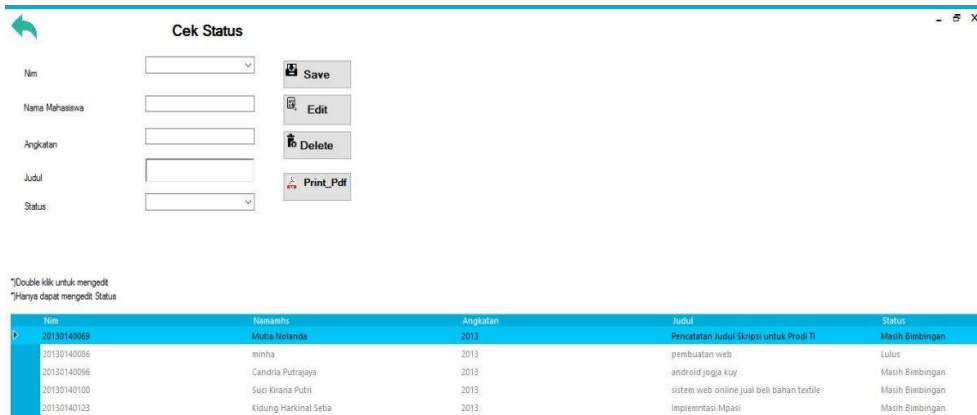 Cek Status
Nim
Save
Nama Mahasiswa
Edit
Angkatan
Delete
Judul
Print_Pdf
Status
*)Double klik untuk mengedit
*)Hanya dapat mengedit Status
Nim Namamhs Angkatan Judul Status
20130140069 Mutia Nolanda 2013 Pencatatan Judul Skripsi untuk Prodi TI Masih Bimbingan
20130140086 minha 2013 pembuatan web Lulus
20130140096 Candria Putrajaya 2013 android jogja kuy Masih Bimbingan
20130140100 Suci Kirana Putri 2013 sistem web online jual beli bahan textile Masih Bimbingan
20130140123 Kidung Harkinal Setia 2013 Implemntasi Mpasi Masih Bimbingan